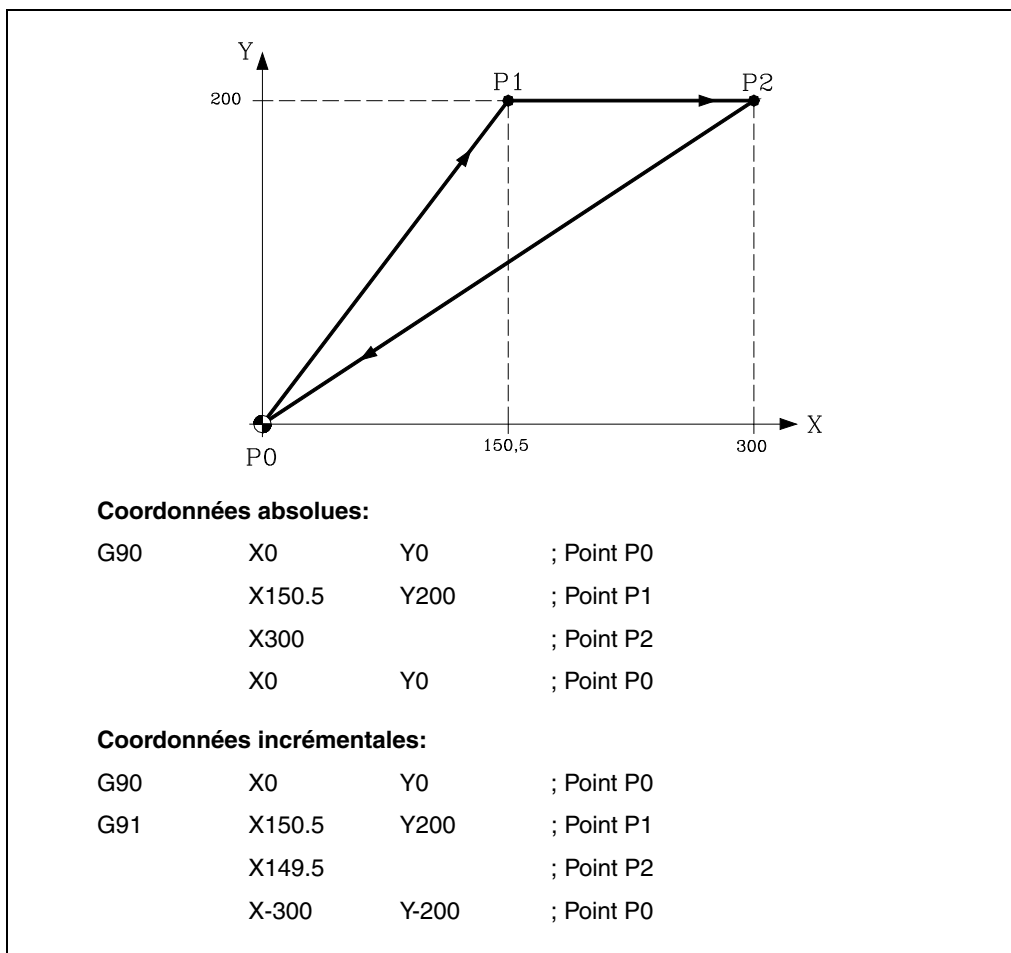 Y
P1 P2
200
X
150,5 300
P0
Coordonnées absolues:
G90 X0 Y0 ; Point P0
X150.5 Y200 ; Point P1
X300 ; Point P2
X0 Y0 ; Point P0
Coordonnées incrémentales:
G90 X0 Y0 ; Point P0
G91 X150.5 Y200 ; Point P1
X149.5 ; Point P2
X-300 Y-200 ; Point P0